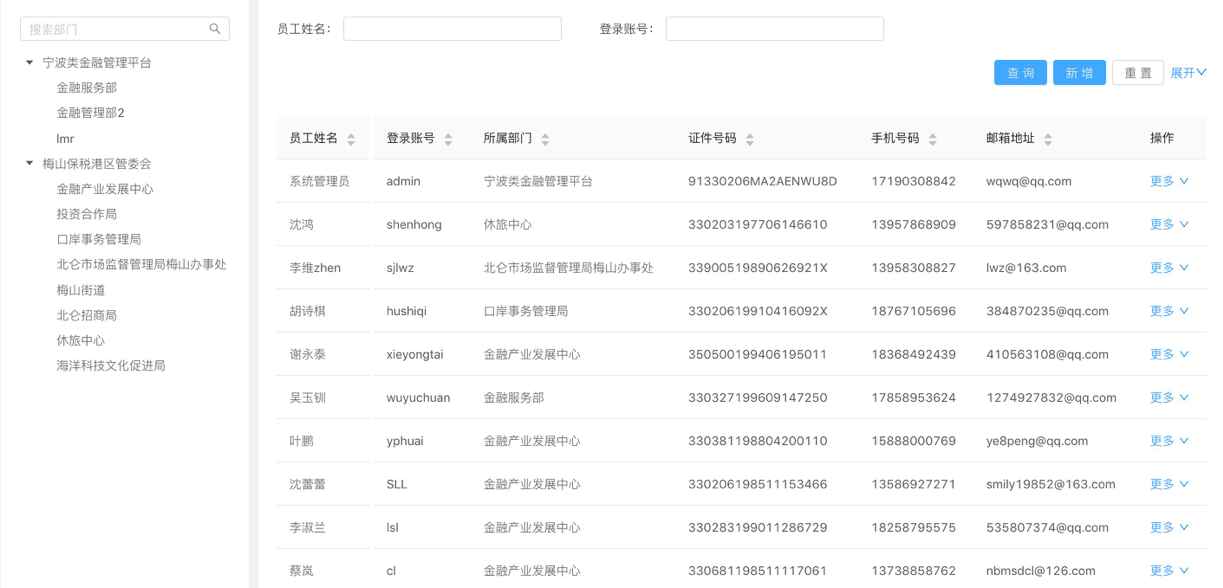 搜索部门
宁波类金融管理平台
金融服务部
金融管理部2
lmr
梅山保税港区管委会
金融产业发展中心
投资合作局
口岸事务管理局
北仑市场监督管理局梅山办事处
梅山街道
北仑招商局
休旅中心
海洋科技文化促进局
员工姓名： 登录账号：
查 询 新 增 重 置 展开
员工姓名 登录账号 所属部门 证件号码 手机号码 邮箱地址 操作
系统管理员 admin 宁波类金融管理平台 91330206MA2AENWU8D 17190308842 wqwq@qq.com 更多
沈鸿 shenhong 休旅中心 330203197706146610 13957868909 597858231@qq.com 更多
李维zhen sjlwz 北仑市场监督管理局梅山办事处 33900519890626921X 13958308827 lwz@163.com 更多
胡诗棋 hushiqi 口岸事务管理局 33020619910416092X 18767105696 384870235@qq.com 更多
谢永泰 xieyongtai 金融产业发展中心 350500199406195011 18368492439 410563108@qq.com 更多
吴玉钏 wuyuchuan 金融服务部 330327199609147250 17858953624 1274927832@qq.com 更多
叶鹏 yphuai 金融产业发展中心 330381198804200110 15888000769 ye8peng@qq.com 更多
沈蕾蕾 SLL 金融产业发展中心 330206198511153466 13586927271 smily19852@163.com 更多
李淑兰 lsl 金融产业发展中心 330283199011286729 18258795575 535807374@qq.com 更多
蔡岚 cl 金融产业发展中心 330681198511117061 13738858762 nbmsdcl@126.com 更多